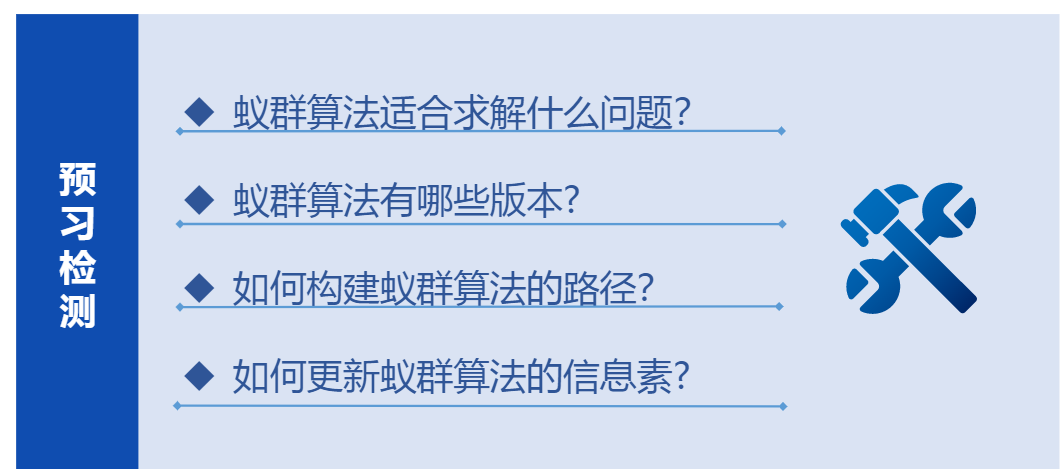 预习检测
◆ 蚁群算法适合求解什么问题？
◆ 蚁群算法有哪些版本？
◆ 如何构建蚁群算法的路径？
◆ 如何更新蚁群算法的信息素？